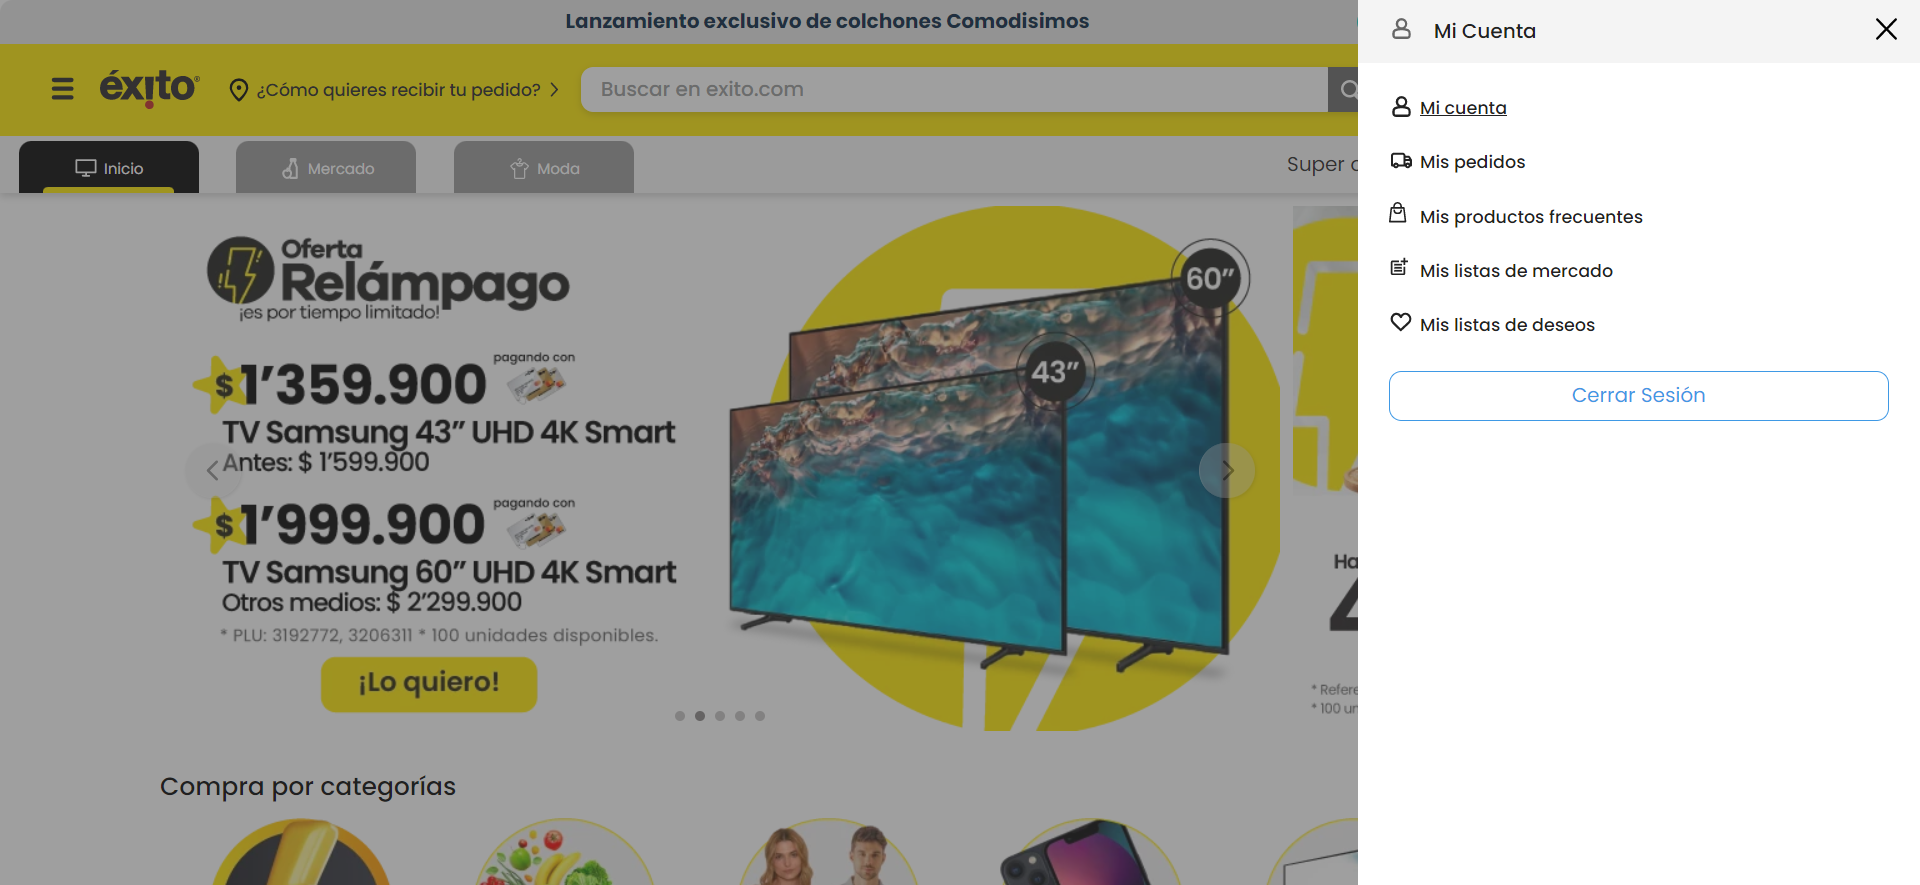 Lanzamiento exclusivo de colchones Comodisimos
éxito
¿Cómo quieres recibir tu pedido?
Buscar en exito.com
Inicio
Mercado
Moda
Super
Oferta
Relámpago
¡es por tiempo limitado!
$1'359.900
pagando con
TV Samsung 43” UHD 4K Smart
Antes: $ 1'599.900
$1'999.900
pagando con
TV Samsung 60” UHD 4K Smart
Otros medios: $ 2'299.900
* PLU: 3192772, 3206311 * 100 unidades disponibles.
¡Lo quiero!
60”
43”
Compra por categorías
Mi Cuenta
Mi cuenta
Mis pedidos
Mis productos frecuentes
Mis listas de mercado
Mis listas de deseos
Cerrar Sesión